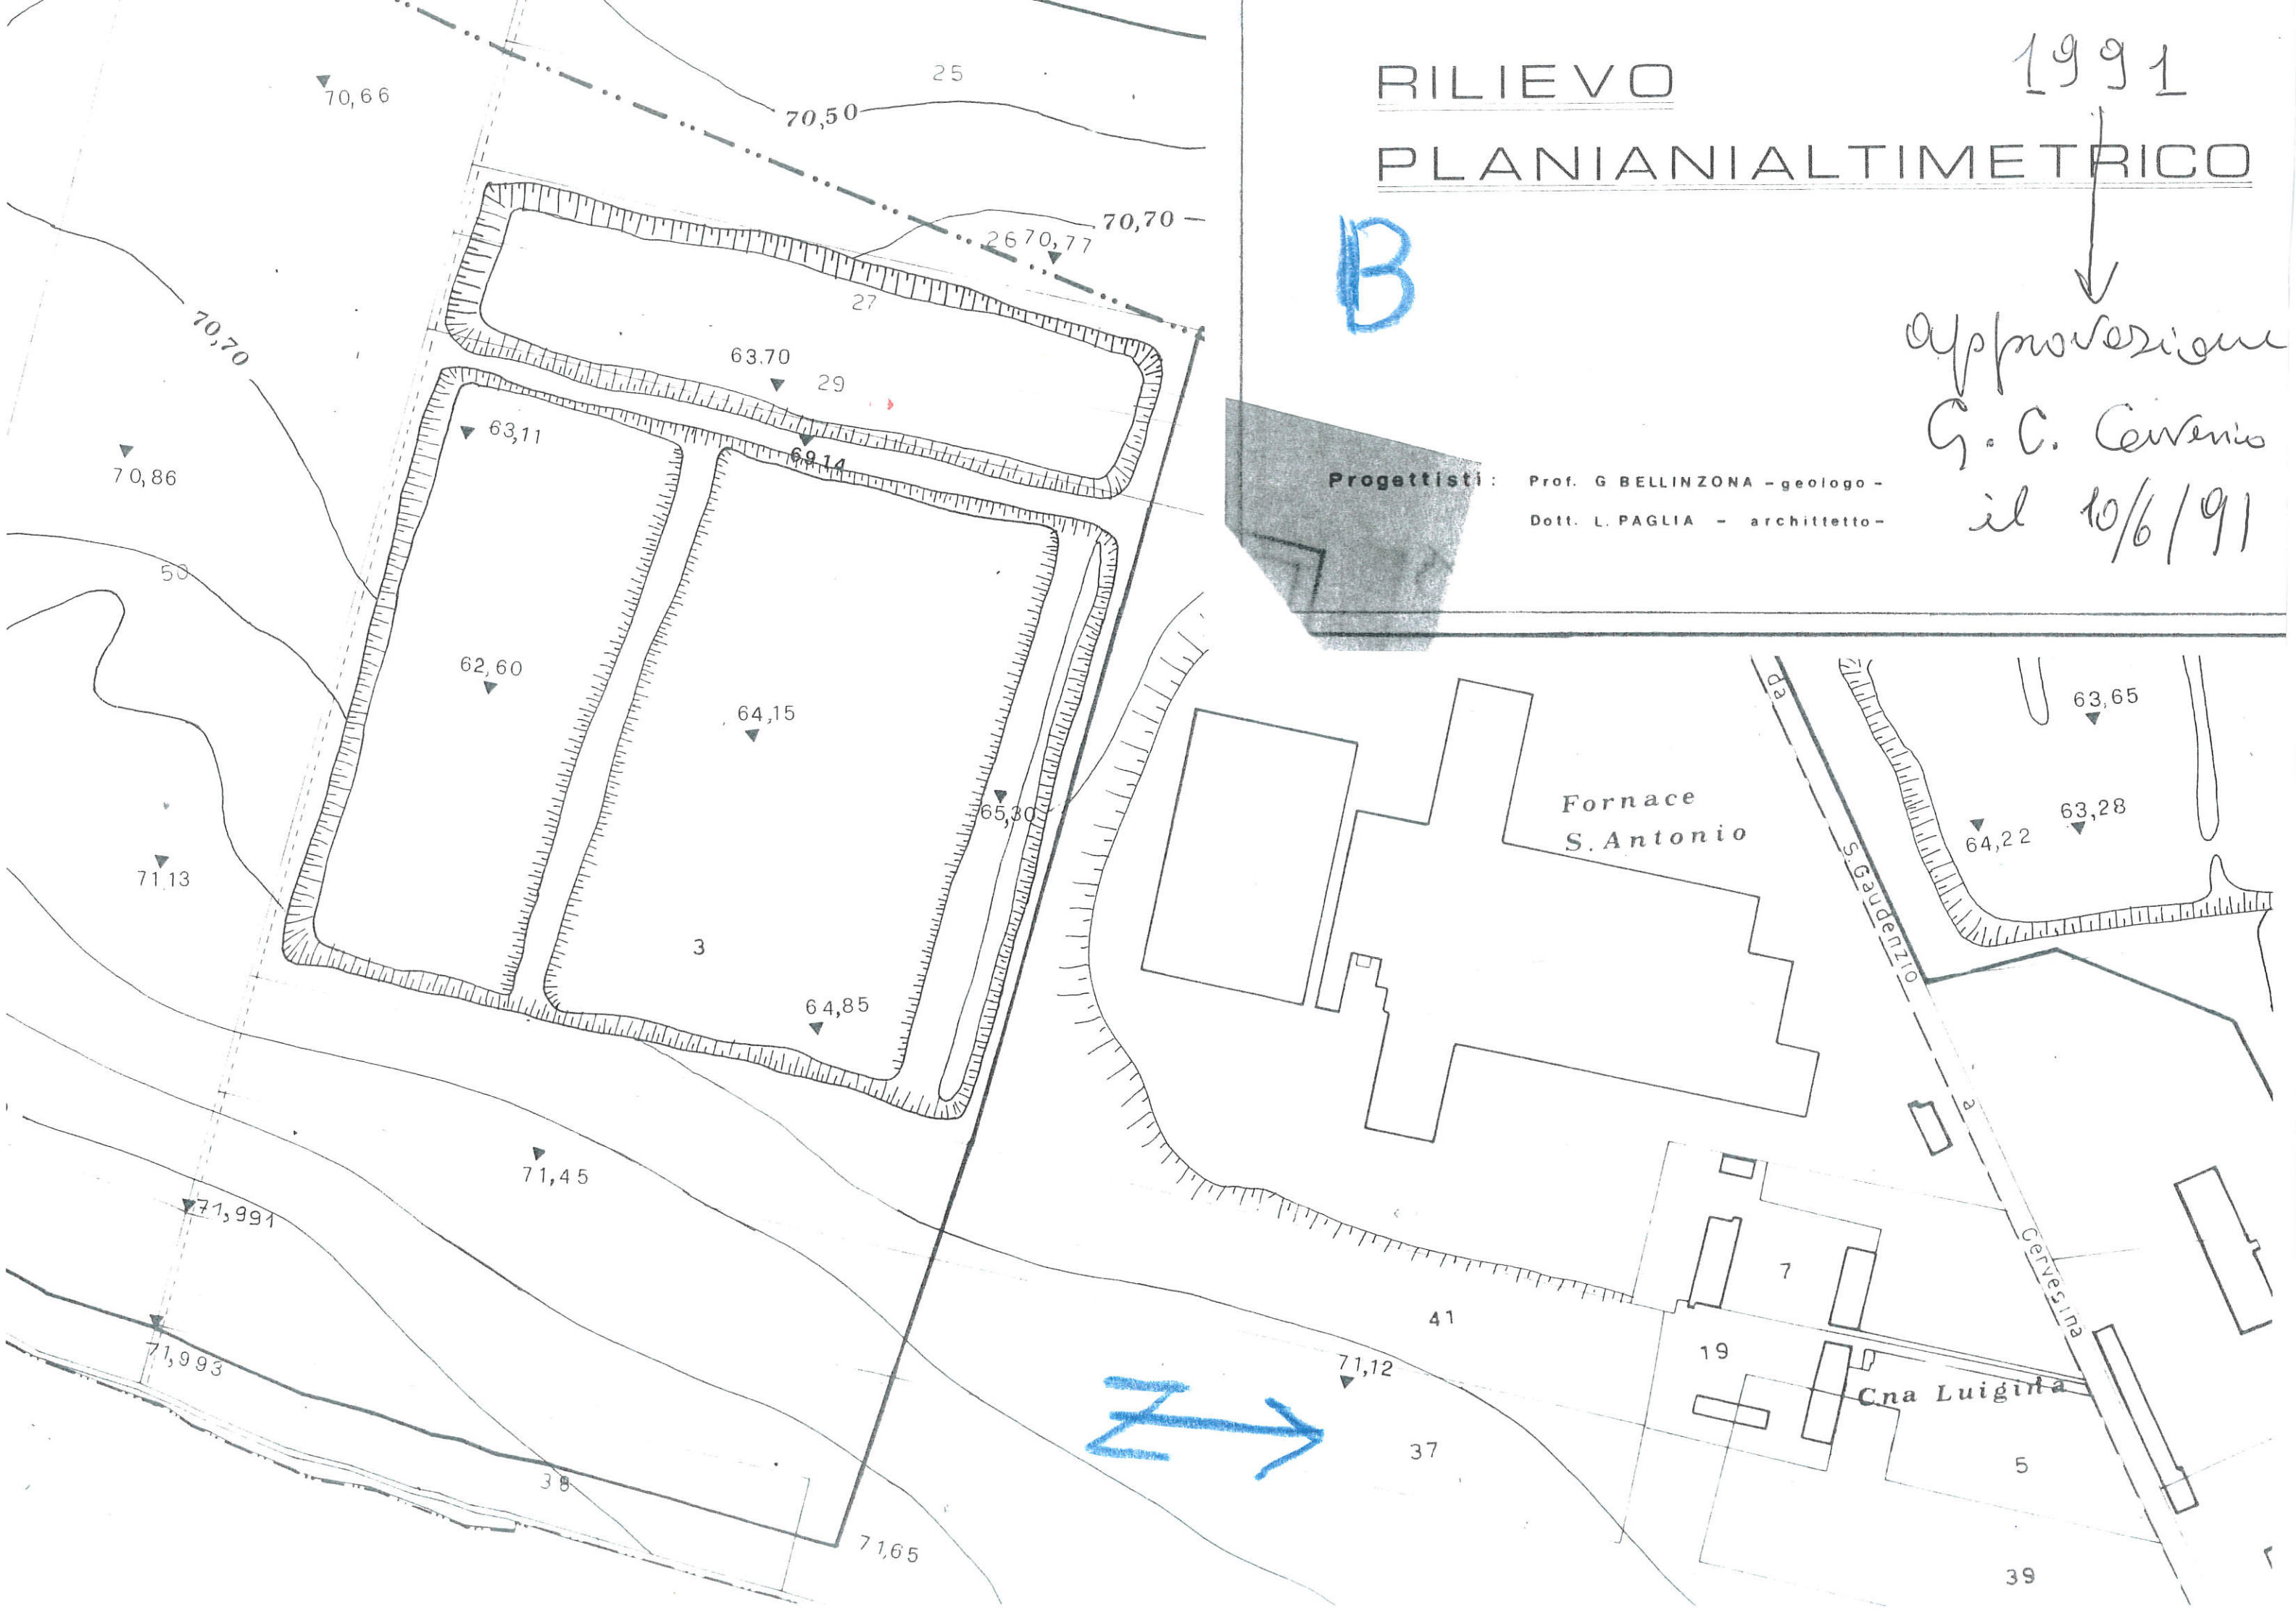 RILIEVO
PLANIANIALTIMETRICO
1991
B
approvazione
G. C. Cervesina
il 10/6/91
Progettisti: Prof. G BELLINZONA - geologo -
Dott. L. PAGLIA - archittetto -
25
70,66
70,50
70,70
26 70,77
27
70,70
63.70
29
63,11
69 14
70,86
50
62,60
64,15
65,30
71.13
3
64,85
71,45
71,991
71,993
38
71,65
Fornace
S. Antonio
da
S. Gaudenzio
a
Cervesina
63,65
63,28
64,22
7
41
19
71,12
Cna Luigina
Z
37
5
39